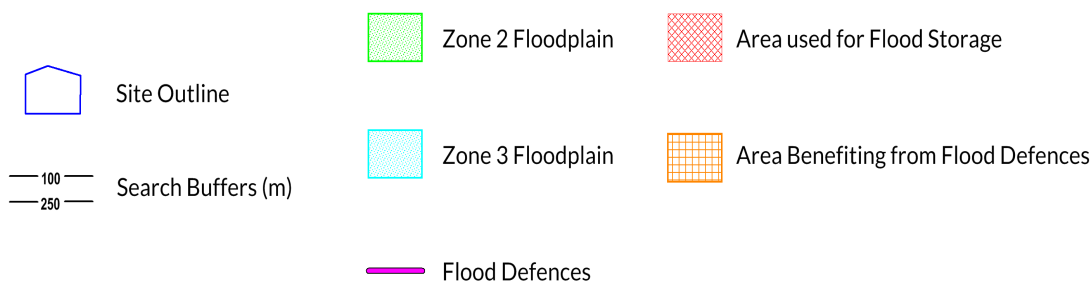 Site Outline
100
250
Search Buffers (m)
Zone 2 Floodplain
Zone 3 Floodplain
Flood Defences
Area used for Flood Storage
Area Benefiting from Flood Defences